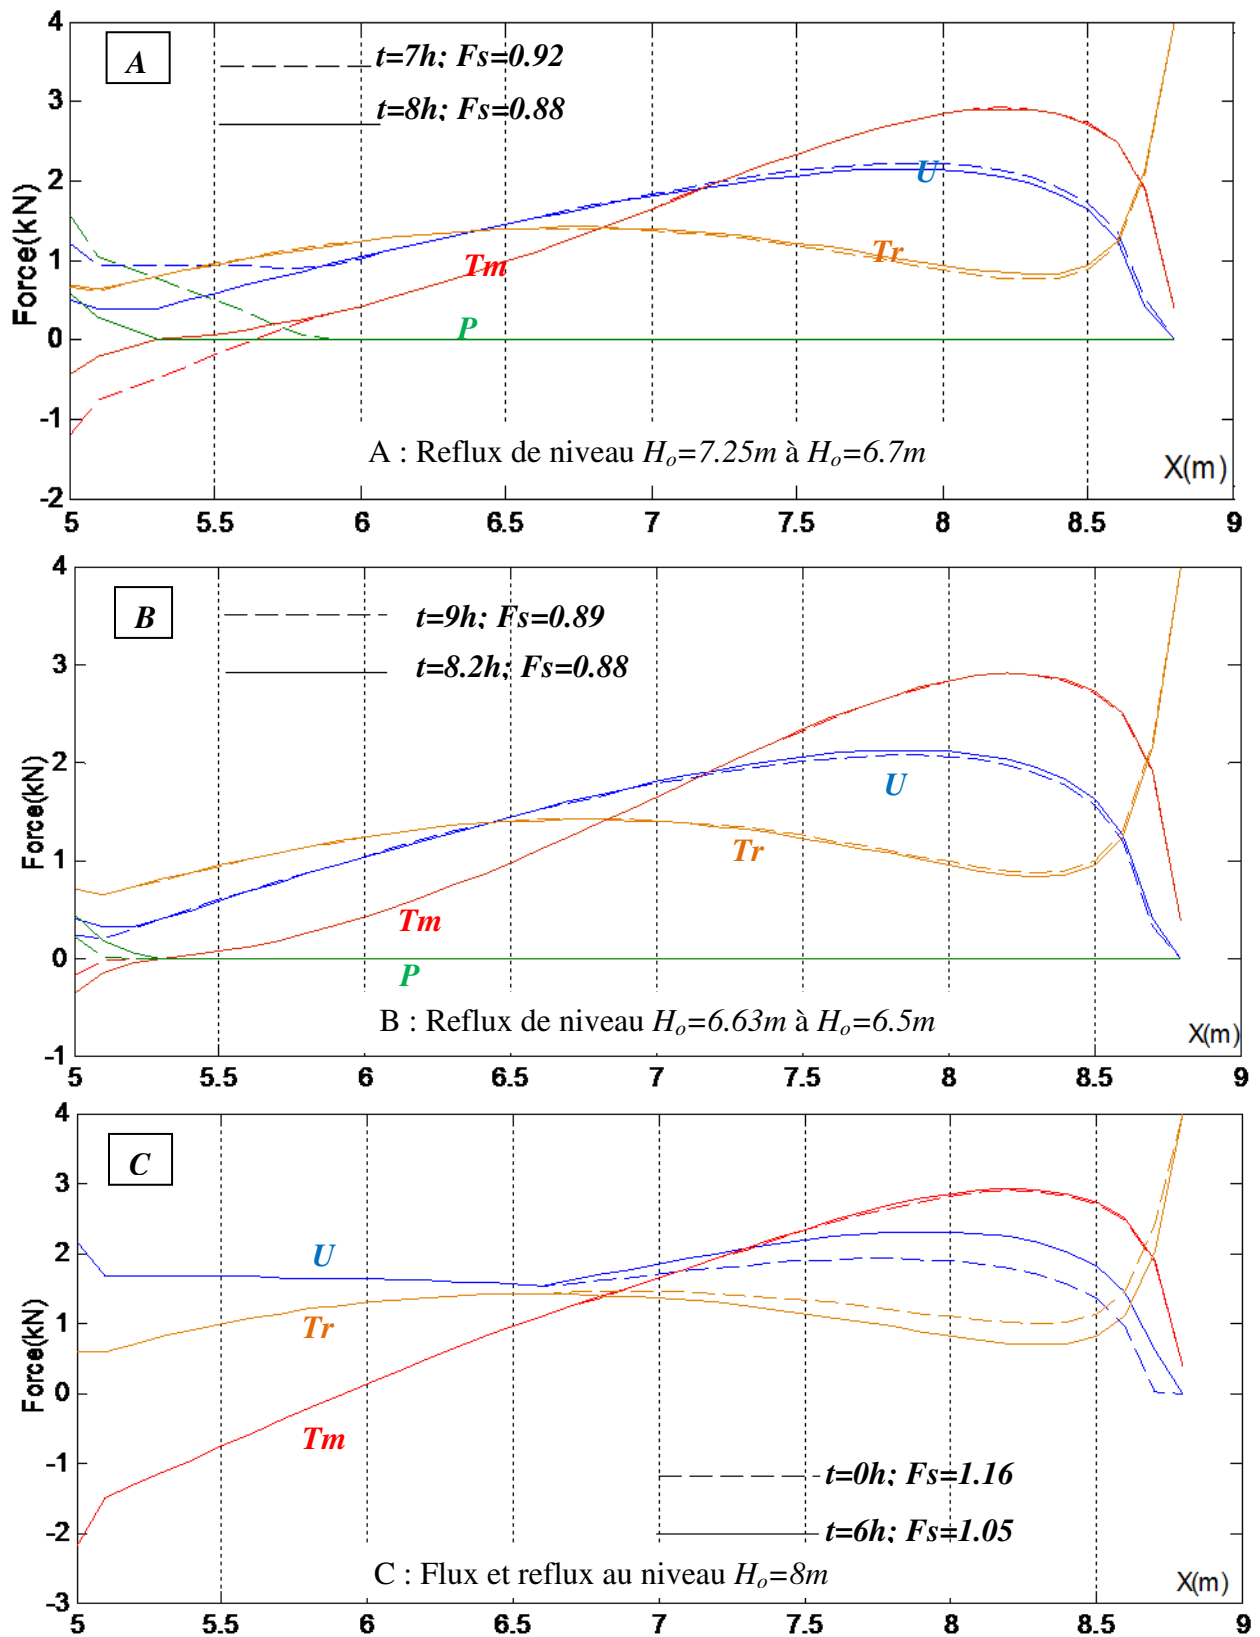 A
t=7h; Fs=0.92
t=8h; Fs=0.88
Force(kN)
4
3
2
1
0
-1
-2
U
Tr
Tm
P
A : Reflux de niveau Ho=7.25m à Ho=6.7m
X(m)
5 5.5 6 6.5 7 7.5 8 8.5 9
B
t=9h; Fs=0.89
t=8.2h; Fs=0.88
Force(kN)
4
3
2
1
0
-1
U
Tr
Tm
P
B : Reflux de niveau Ho=6.63m à Ho=6.5m
X(m)
5 5.5 6 6.5 7 7.5 8 8.5 9
C
Force(kN)
4
3
2
1
0
-1
-2
-3
U
Tr
Tm
t=0h; Fs=1.16
t=6h; Fs=1.05
C : Flux et reflux au niveau Ho=8m
X(m)
5 5.5 6 6.5 7 7.5 8 8.5 9